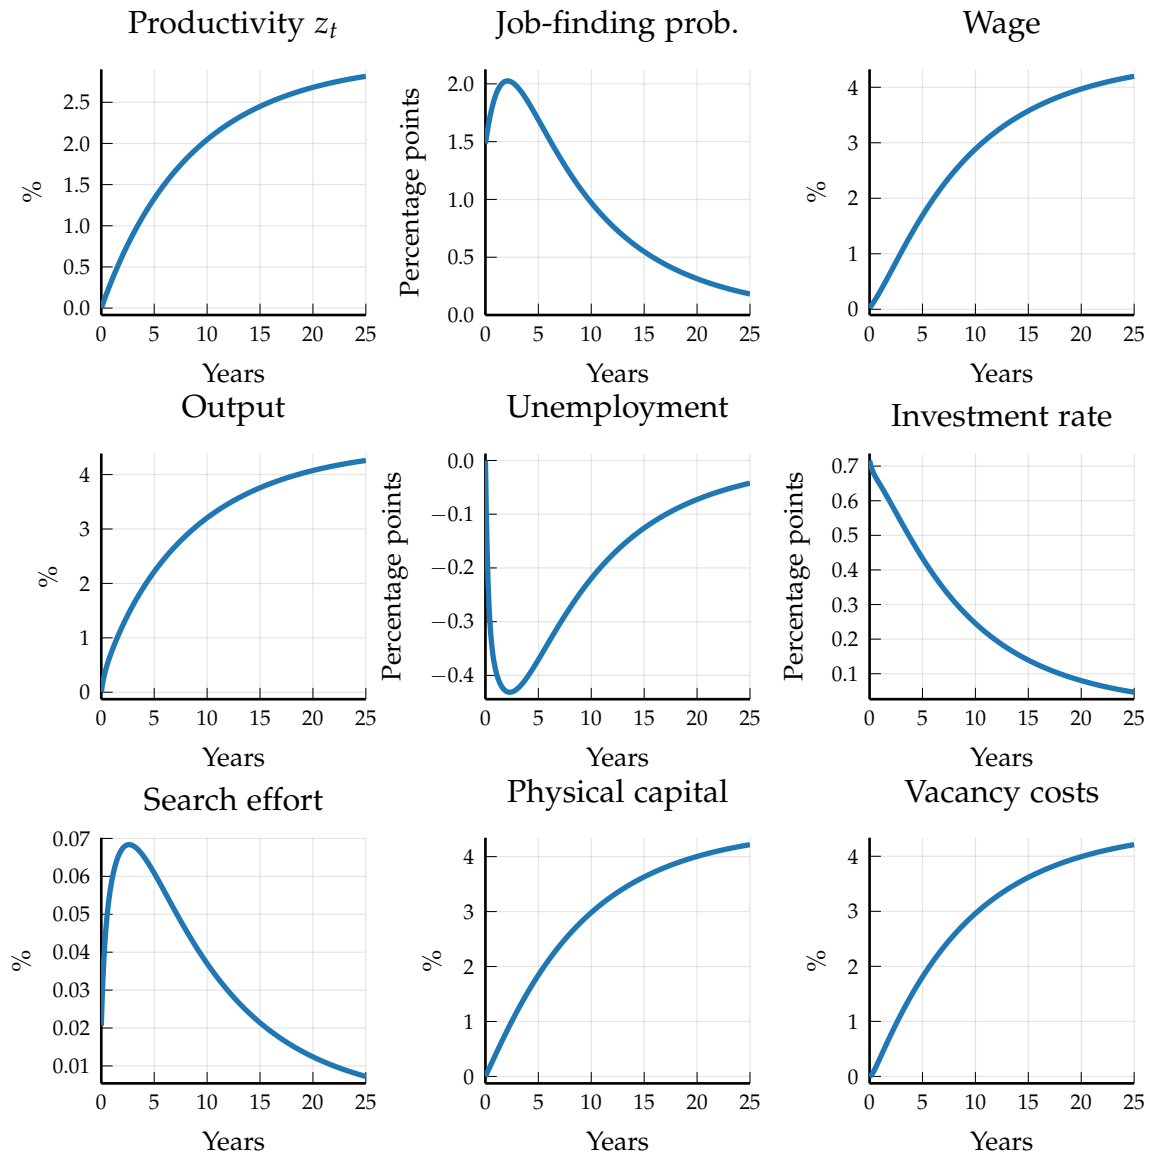 Productivity z_t
%
2.5
2.0
1.5
1.0
0.5
0.0
0 5 10 15 20 25
Years
Job-finding prob.
Percentage points
2.0
1.5
1.0
0.5
0.0
0 5 10 15 20 25
Years
Wage
%
4
3
2
1
0
0 5 10 15 20 25
Years
Output
%
4
3
2
1
0
0 5 10 15 20 25
Years
Unemployment
Percentage points
0.0
−0.1
−0.2
−0.3
−0.4
0 5 10 15 20 25
Years
Investment rate
Percentage points
0.7
0.6
0.5
0.4
0.3
0.2
0.1
0 5 10 15 20 25
Years
Search effort
%
0.07
0.06
0.05
0.04
0.03
0.02
0.01
0 5 10 15 20 25
Years
Physical capital
%
4
3
2
1
0
0 5 10 15 20 25
Years
Vacancy costs
%
4
3
2
1
0
0 5 10 15 20 25
Years